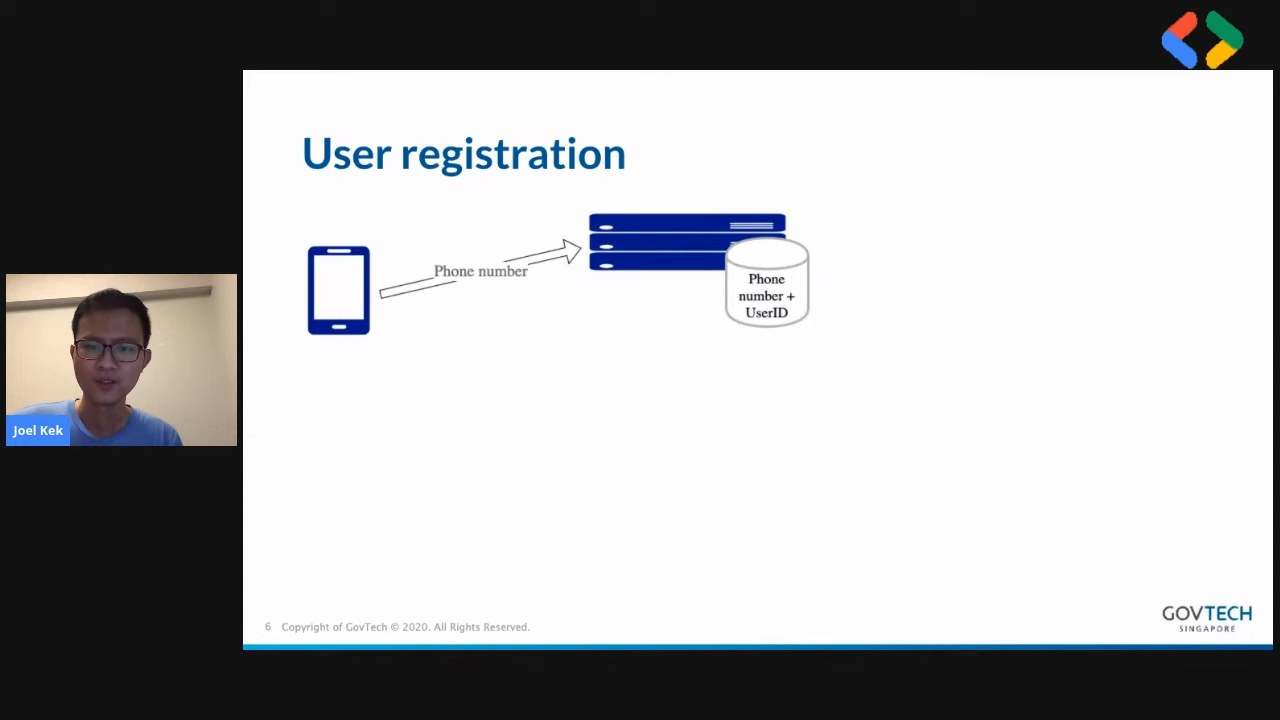 User registration
Phone number
Phone
number +
UserID
Joel Kek
6 Copyright of GovTech © 2020. All Rights Reserved.
GOVTECH
SINGAPORE